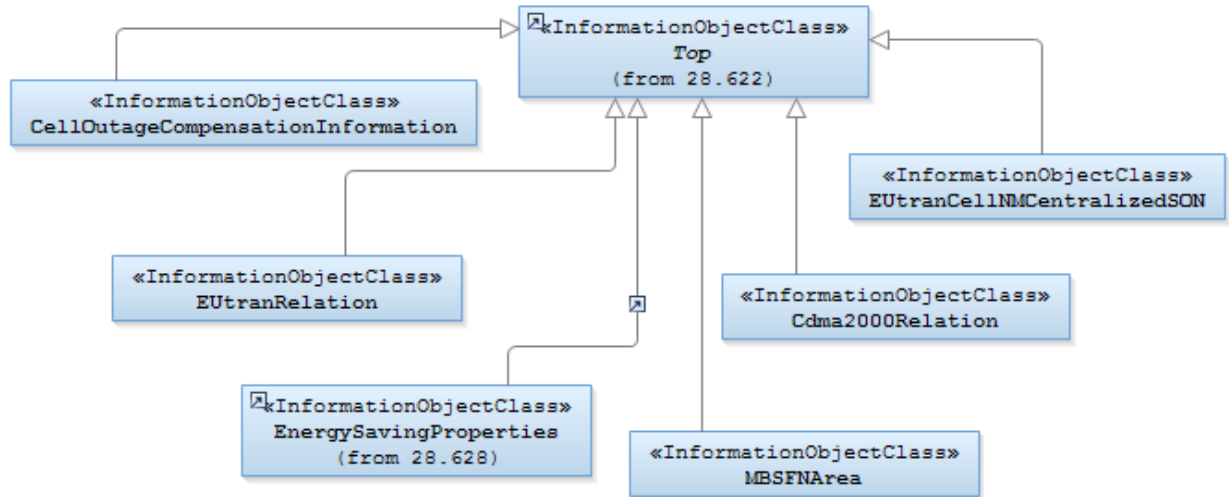 «InformationObjectClass»
Top
(from 28.622)
«InformationObjectClass»
CellOutageCompensationInformation
«InformationObjectClass»
EUtranCellNMCentralizedSON
«InformationObjectClass»
EUtranRelation
«InformationObjectClass»
Cdma2000Relation
«InformationObjectClass»
EnergySavingProperties
(from 28.628)
«InformationObjectClass»
MBSFNArea